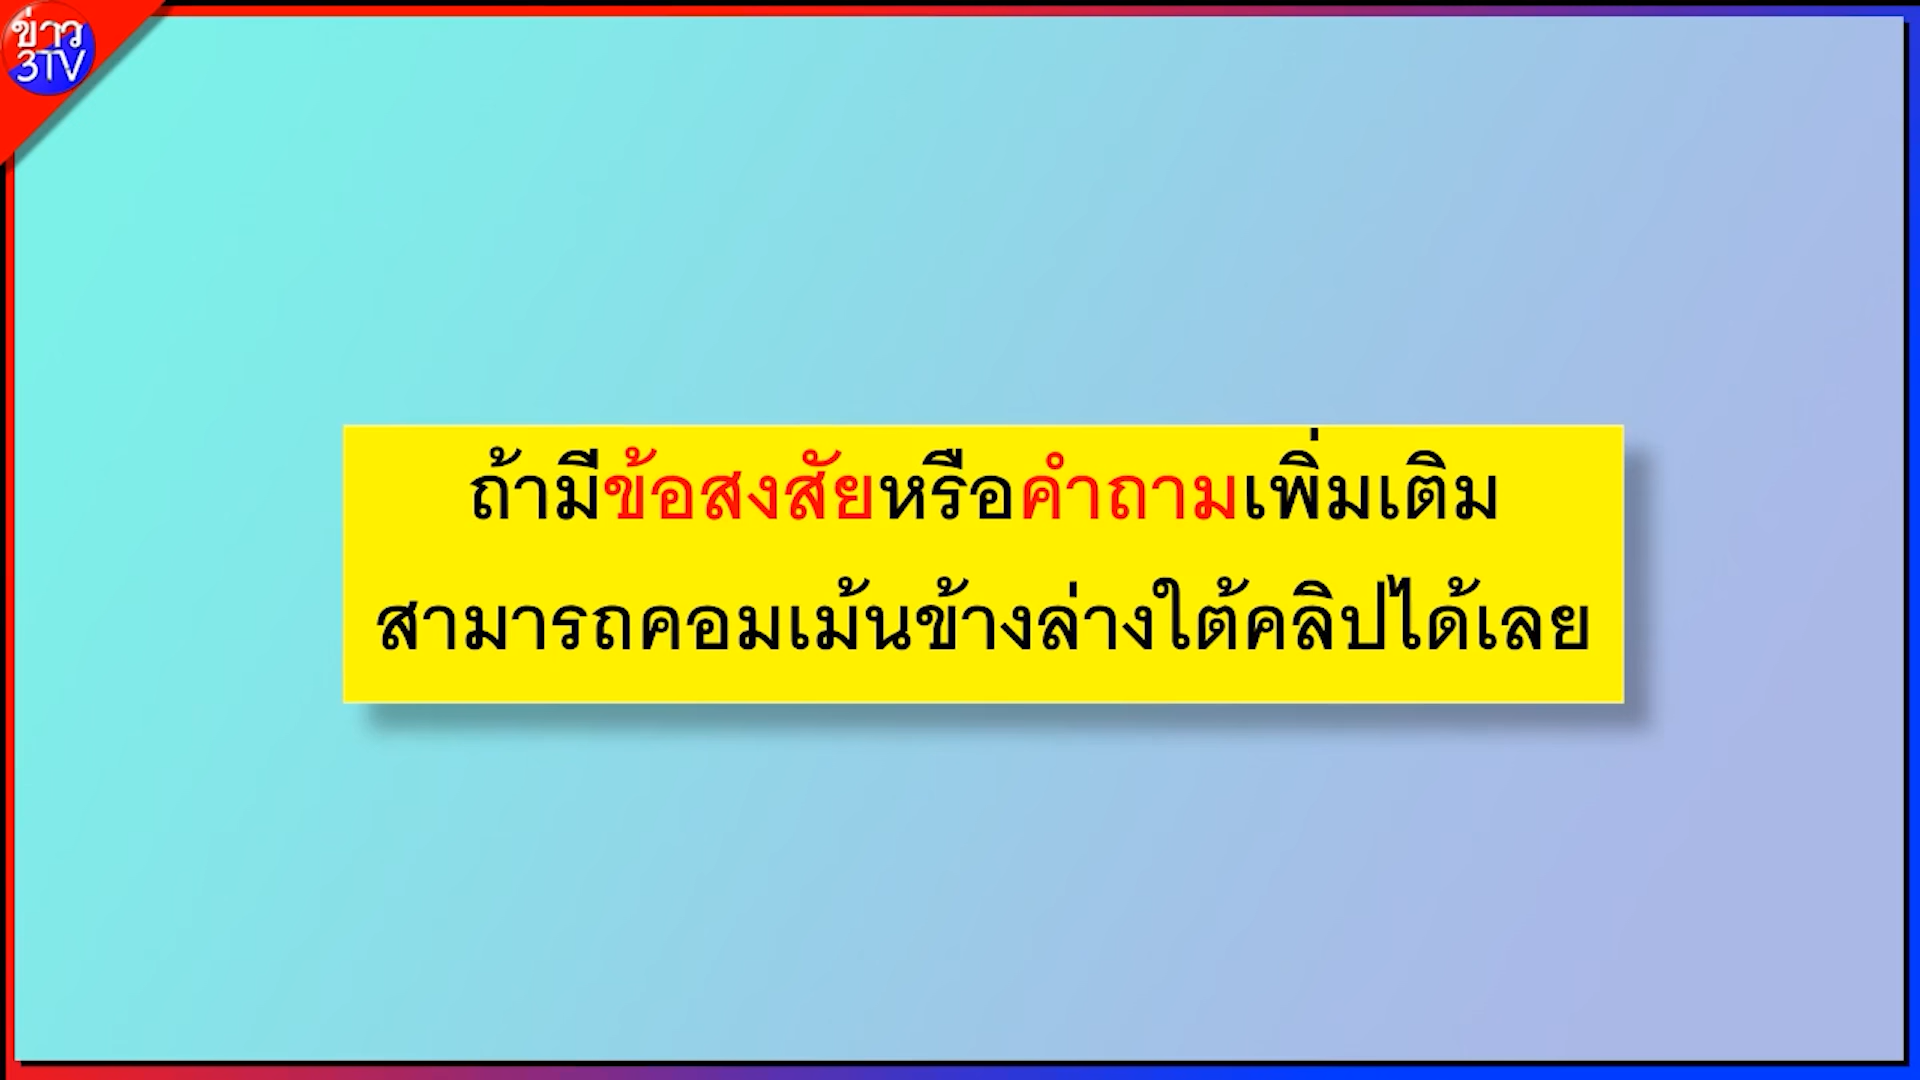 ข่าว
3TV
ถ้ามีข้อสงสัยหรือคำถามเพิ่มเติม
สามารถคอมเม้นข้างล่างใต้คลิปได้เลย